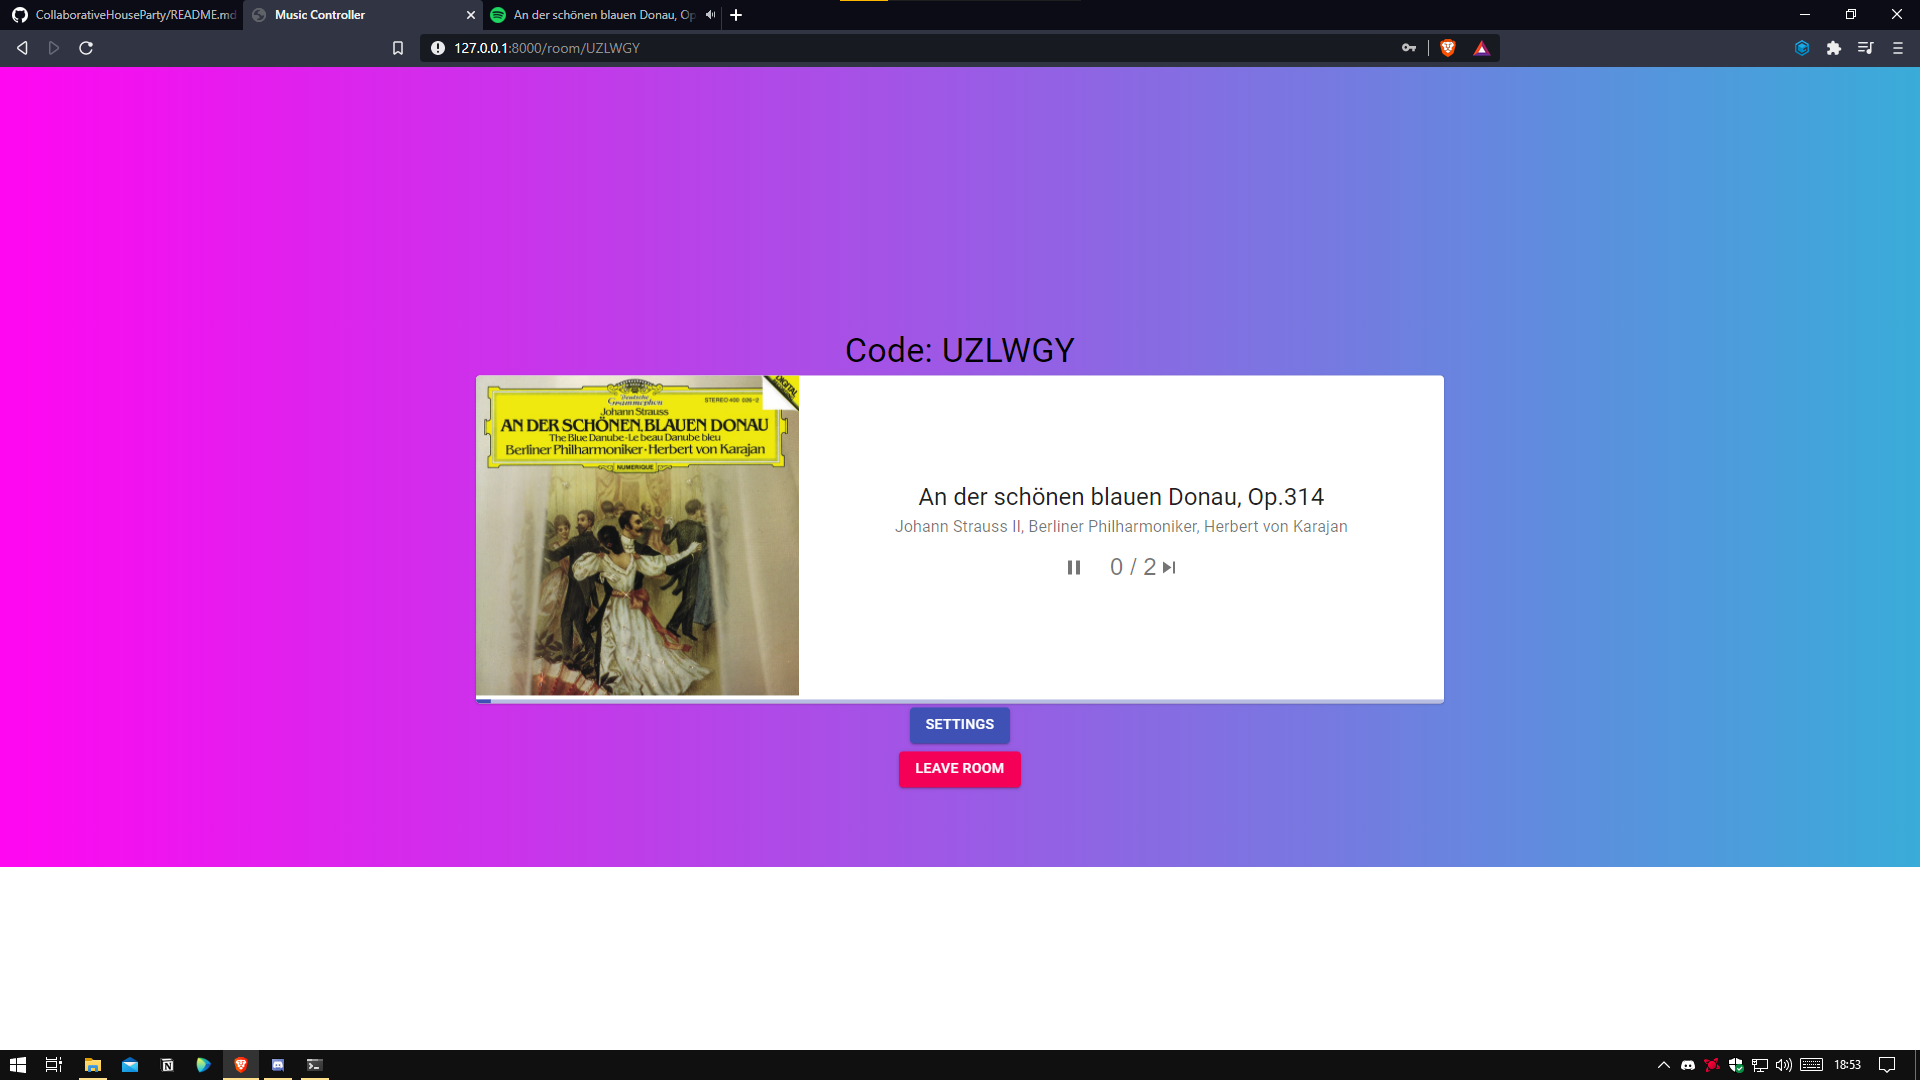 CollaborativeHouseParty/README.md
Music Controller
An der schönen blauen Donau, Op
127.0.0.1:8000/room/UZLWGY
Code: UZLWGY
DIGITAL
Deutsche
Grammophon
STEREO 400 026-2
Johann Strauss
AN DER SCHÖNEN, BLAUEN DONAU
The Blue Danube · Le beau Danube bleu
Berliner Philharmoniker · Herbert von Karajan
NUMERIQUE
An der schönen blauen Donau, Op.314
Johann Strauss II, Berliner Philharmoniker, Herbert von Karajan
0 / 2
SETTINGS
LEAVE ROOM
18:53